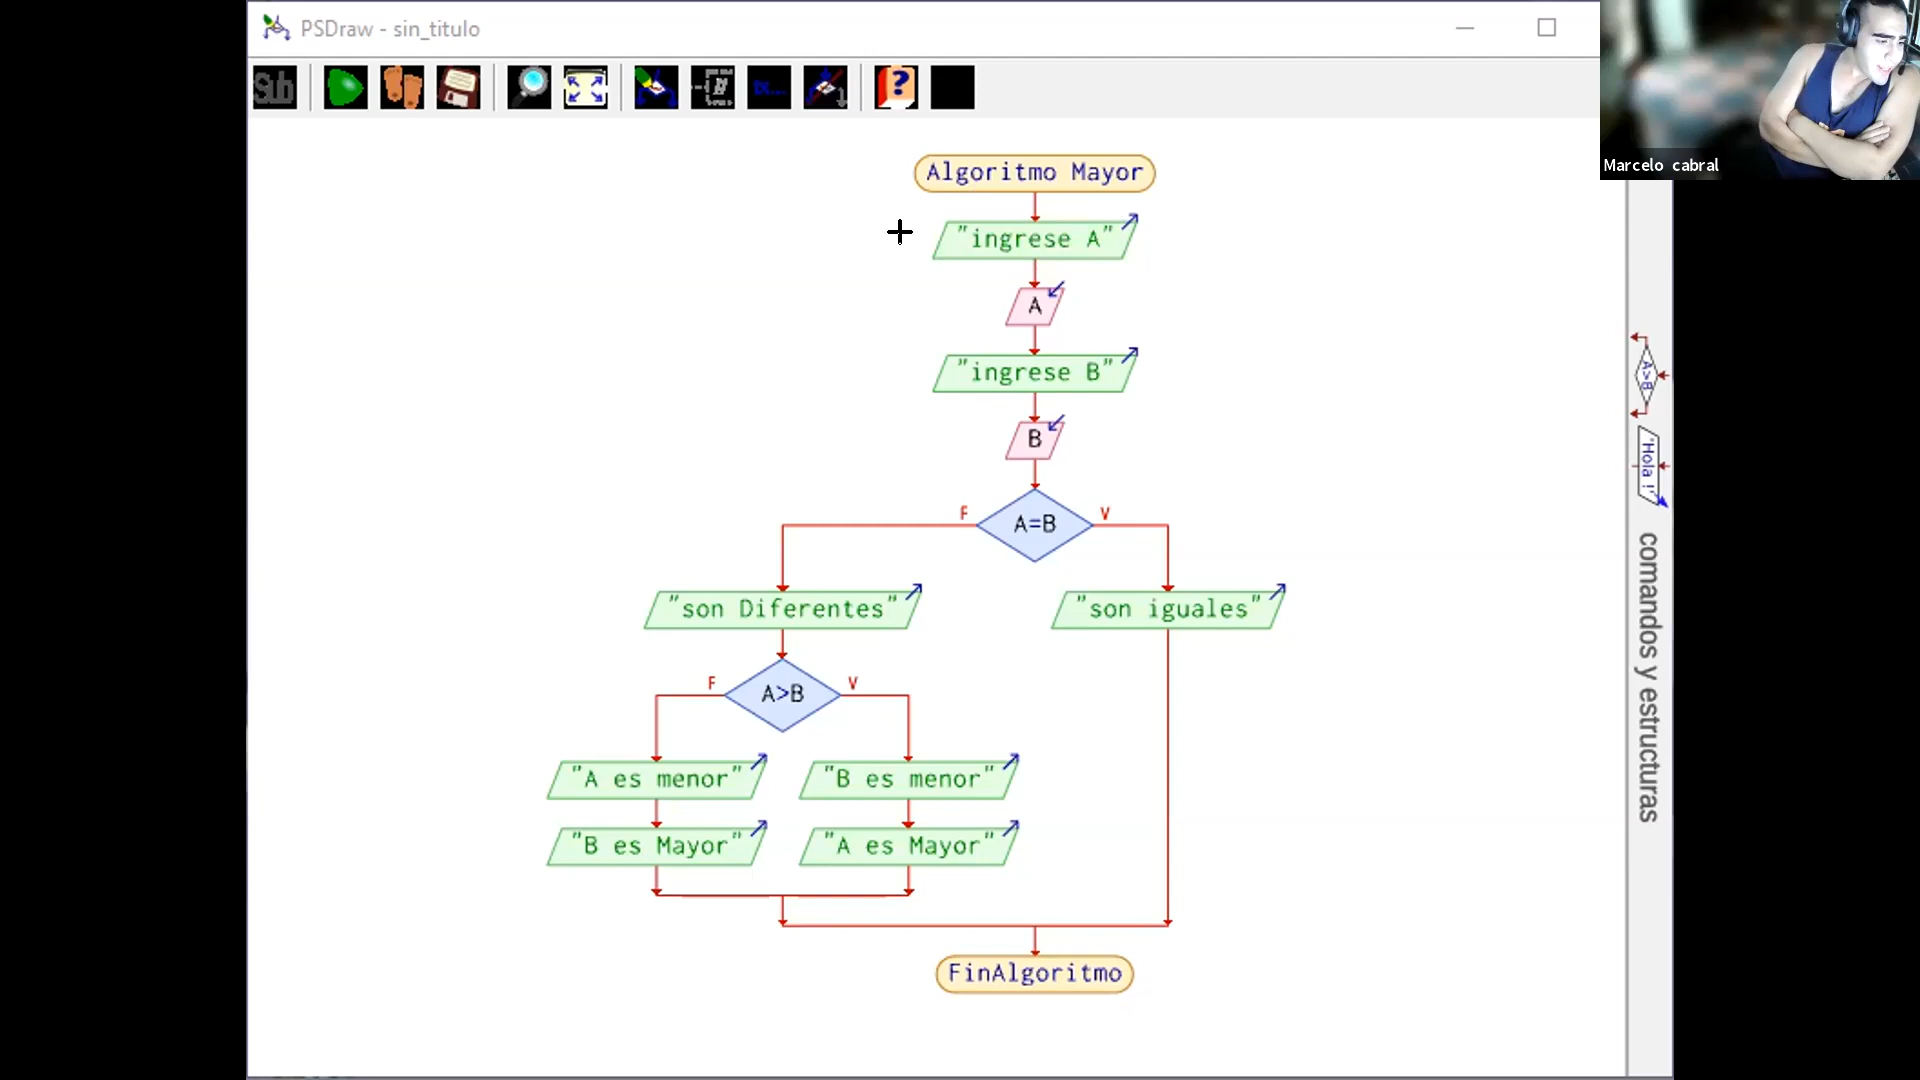 PSDraw - sin_titulo
Sub
?
Marcelo cabral
Algoritmo Mayor
"ingrese A"
A
"ingrese B"
B
F
A=B
V
"son Diferentes"
"son iguales"
F
A>B
V
"A es menor"
"B es menor"
"B es Mayor"
"A es Mayor"
FinAlgoritmo
A>B
'Hola !'
comandos y estructuras